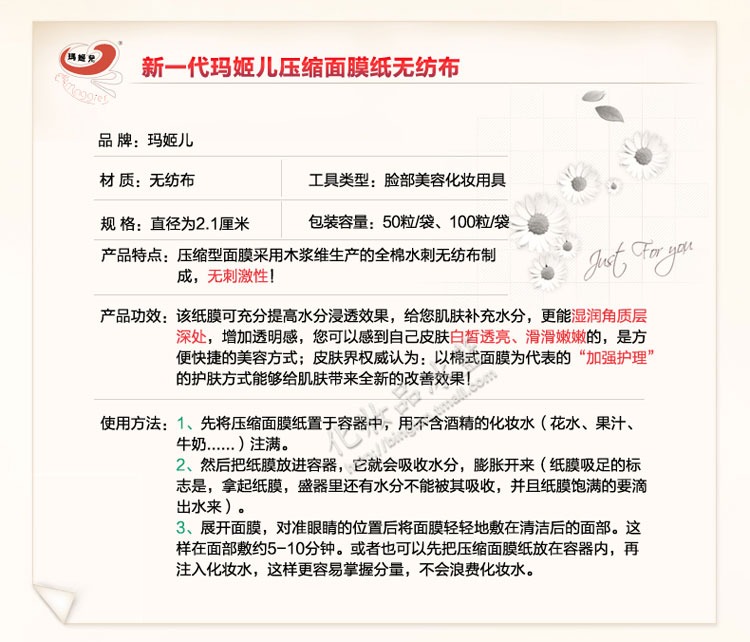 玛姬儿
新一代玛姬儿压缩面膜纸无纺布
品 牌：玛姬儿
材 质：无纺布
工具类型：脸部美容化妆用具
规 格：直径为2.1厘米
包装容量：50粒/袋、100粒/袋
产品特点：压缩型面膜采用木浆维生产的全棉水刺无纺布制
成，无刺激性！
Just For you
产品功效：该纸膜可充分提高水分浸透效果，给您肌肤补充水分，更能湿润角质层
深处，增加透明感，您可以感到自己皮肤白皙透亮、滑滑嫩嫩的，是方
便快捷的美容方式；皮肤界权威认为：以棉式面膜为代表的“加强护理”
的护肤方式能够给肌肤带来全新的改善效果！
使用方法：1、先将压缩面膜纸置于容器中，用不含酒精的化妆水（花水、果汁、
牛奶......）注满。
2、然后把纸膜放进容器，它就会吸收水分，膨胀开来（纸膜吸足的标
志是，拿起纸膜，盛器里还有水分不能被其吸收，并且纸膜饱满的要滴
出水来）。
3、展开面膜，对准眼睛的位置后将面膜轻轻地敷在清洁后的面部。这
样在面部敷约5-10分钟。或者也可以先把压缩面膜纸放在容器内，再
注入化妆水，这样更容易掌握分量，不会浪费化妆水。